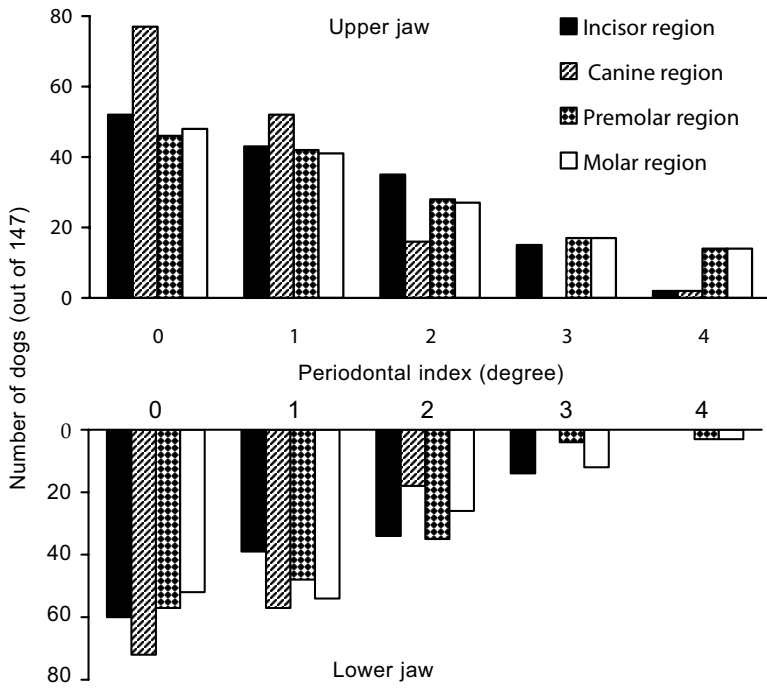 80
60
40
20
0
Upper jaw
Incisor region
Canine region
Premolar region
Molar region
0 1 2 3 4
Periodontal index (degree)
Number of dogs (out of 147)
0 1 2 3 4
0
20
40
60
80
Lower jaw